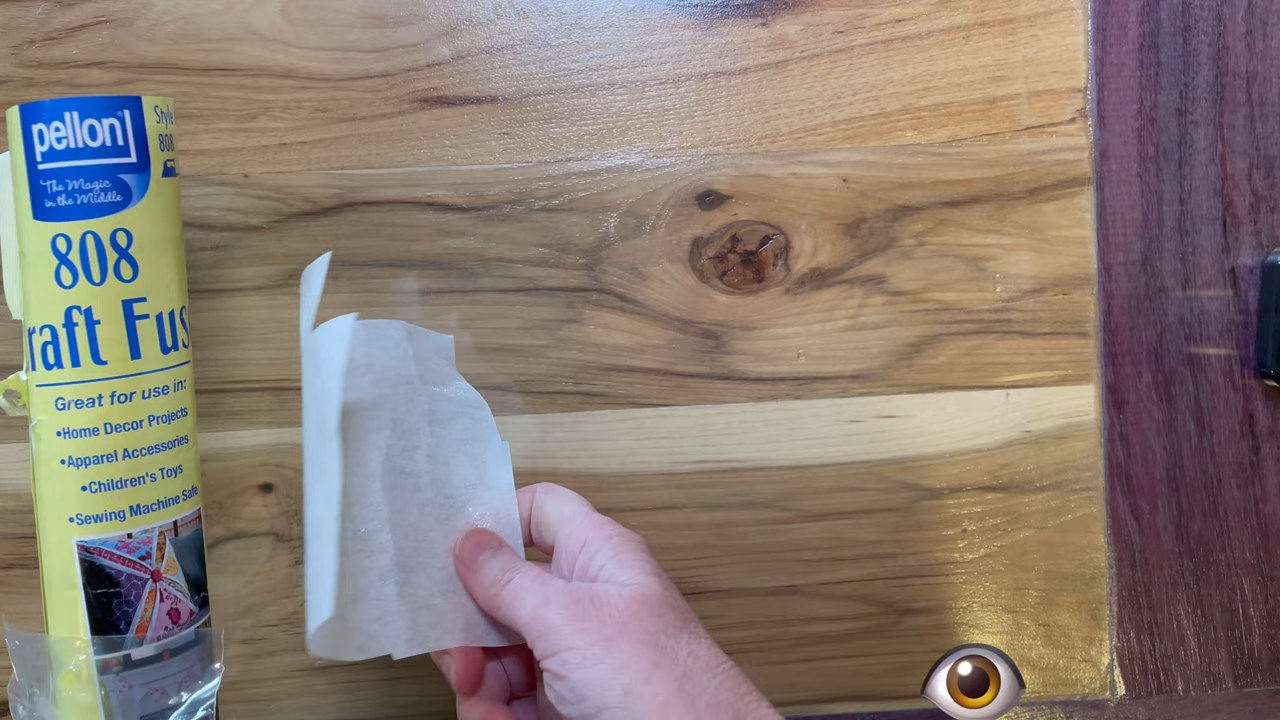 pellon
The Magic
in the Middle
Style
808
808
raft Fus
Great for use in:
•Home Decor Projects
•Apparel Accessories
•Children's Toys
•Sewing Machine Safe